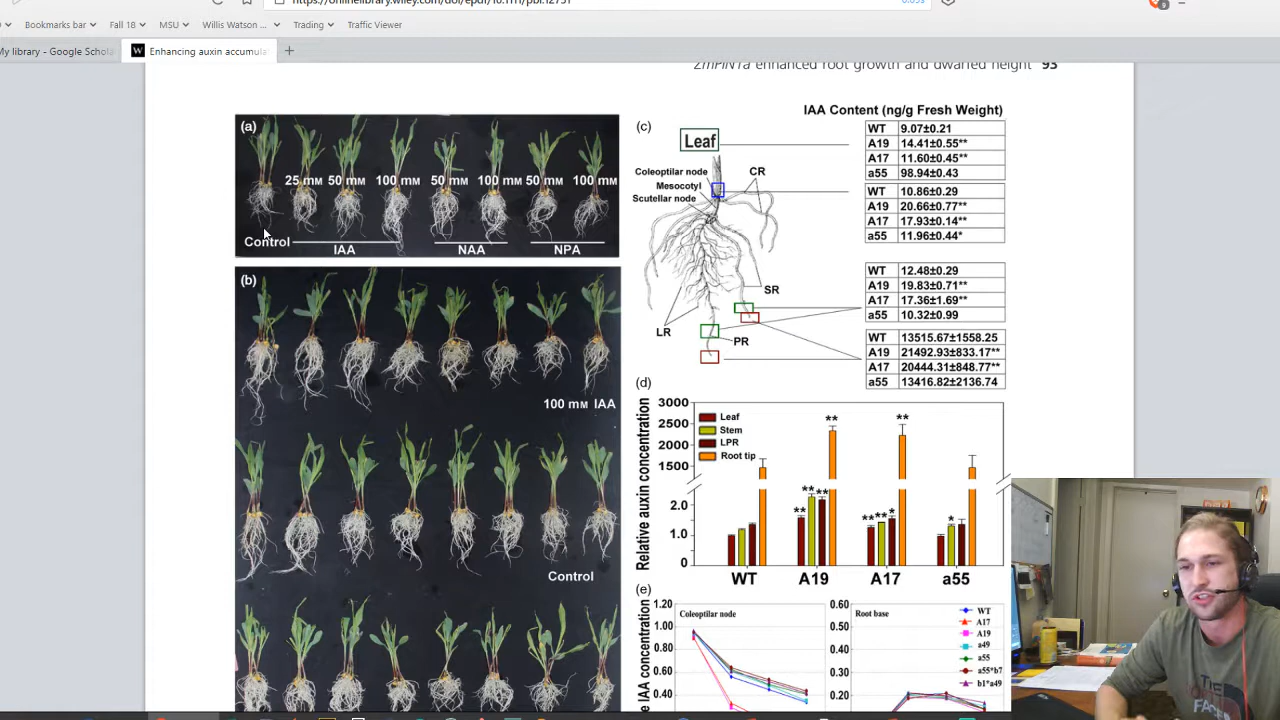 https://onlinelibrary.wiley.com/doi/epdf/10.1111/pbi.12751
Bookmarks bar Fall 18 MSU Willis Watson ... Trading Traffic Viewer
My library - Google Schola Enhancing auxin accumula
ZmPIN1a enhanced root growth and dwarfed height 93
(a)
25 mM 50 mM 100 mM 50 mM 100 mM 50 mM 100 mM
Control
IAA NAA NPA
(b)
100 mM IAA
Control
(c)
IAA Content (ng/g Fresh Weight)
Leaf
Coleoptilar node
Mesocotyl
Scutellar node
CR
SR
LR
PR
WT 9.07±0.21
A19 14.41±0.55**
A17 11.60±0.45**
a55 98.94±0.43
WT 10.86±0.29
A19 20.66±0.77**
A17 17.93±0.14**
a55 11.96±0.44*
WT 12.48±0.29
A19 19.83±0.71**
A17 17.36±1.69**
a55 10.32±0.99
WT 13515.67±1558.25
A19 21492.93±833.17**
A17 20444.31±848.77**
a55 13416.82±2136.74
(d)
Relative auxin concentration
3000
2500
2000
1500
2.0
1.0
0
Leaf
Stem
LPR
Root tip
** ** ** ** ** ** ** ** * *
WT A19 A17 a55
(e)
e IAA concentration
1.20
1.00
0.80
0.60
0.40
Coleoptilar node
0.60
0.50
0.40
0.30
0.20
Root base
WT
A17
A19
a49
a55
a55*b7
b1*a49
THE